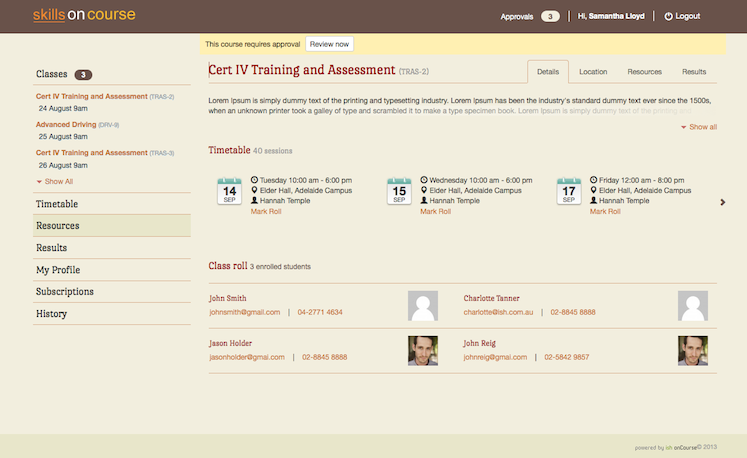 skills on course
Approvals 3 Hi, Samantha Lloyd Logout
This course requires approval Review now
Classes 3
Cert IV Training and Assessment (TRAS-2)
24 August 9am
Advanced Driving (DRV-9)
25 August 9am
Cert IV Training and Assessment (TRAS-3)
26 August 9am
Show All
Timetable
Resources
Results
My Profile
Subscriptions
History
Cert IV Training and Assessment (TRAS-2)
Details Location Resources Results
Lorem Ipsum is simply dummy text of the printing and typesetting industry. Lorem Ipsum has been the industry's standard dummy text ever since the 1500s,
when an unknown printer took a galley of type and scrambled it to make a type specimen book. Lorem Ipsum is simply dummy text of the printing and
Show all
Timetable 40 sessions
14 SEP
Tuesday 10:00 am - 6:00 pm
Elder Hall, Adelaide Campus
Hannah Temple
Mark Roll
15 SEP
Wednesday 10:00 am - 6:00 pm
Elder Hall, Adelaide Campus
Hannah Temple
Mark Roll
17 SEP
Friday 12:00 am - 8:00 pm
Elder Hall, Adelaide Campus
Hannah Temple
Mark Roll
Class roll 3 enrolled students
John Smith
johnsmith@gmail.com | 04-2771 4634
Charlotte Tanner
charlotte@ish.com.au | 02-8845 8888
Jason Holder
jasonholder@gmai.com | 02-8845 8888
John Reig
johnreig@gmai.com | 02-5842 9857
powered by ish onCourse © 2013